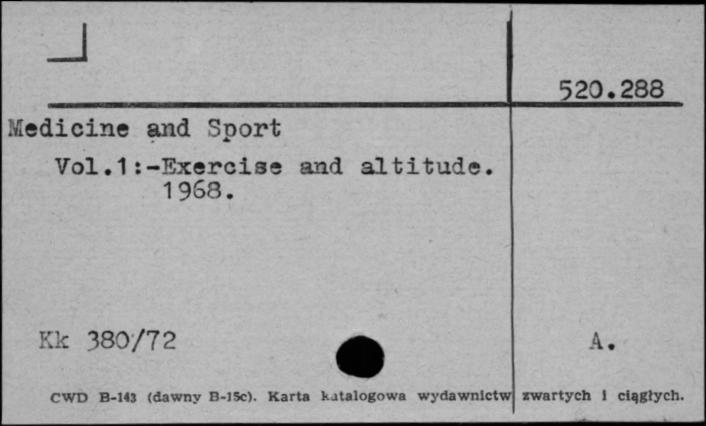 520.288
Medicine and Sport
Vol.1:-Exercise and altitude.
1968.
Kk 380/72
A.
CWD B-143 (dawny B-15c). Karta katalogowa wydawnictw zwartych i ciągłych.